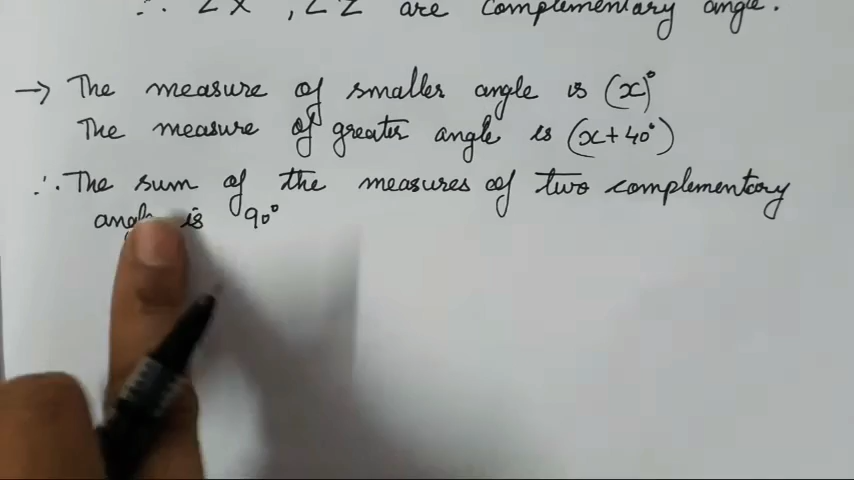 ∴ ∠X, ∠Z are complementary angle.
→ The measure of smaller angle is (x)°
The measure of greater angle is (x+40°)
∴ The sum of the measures of two complementary
angle is 90°